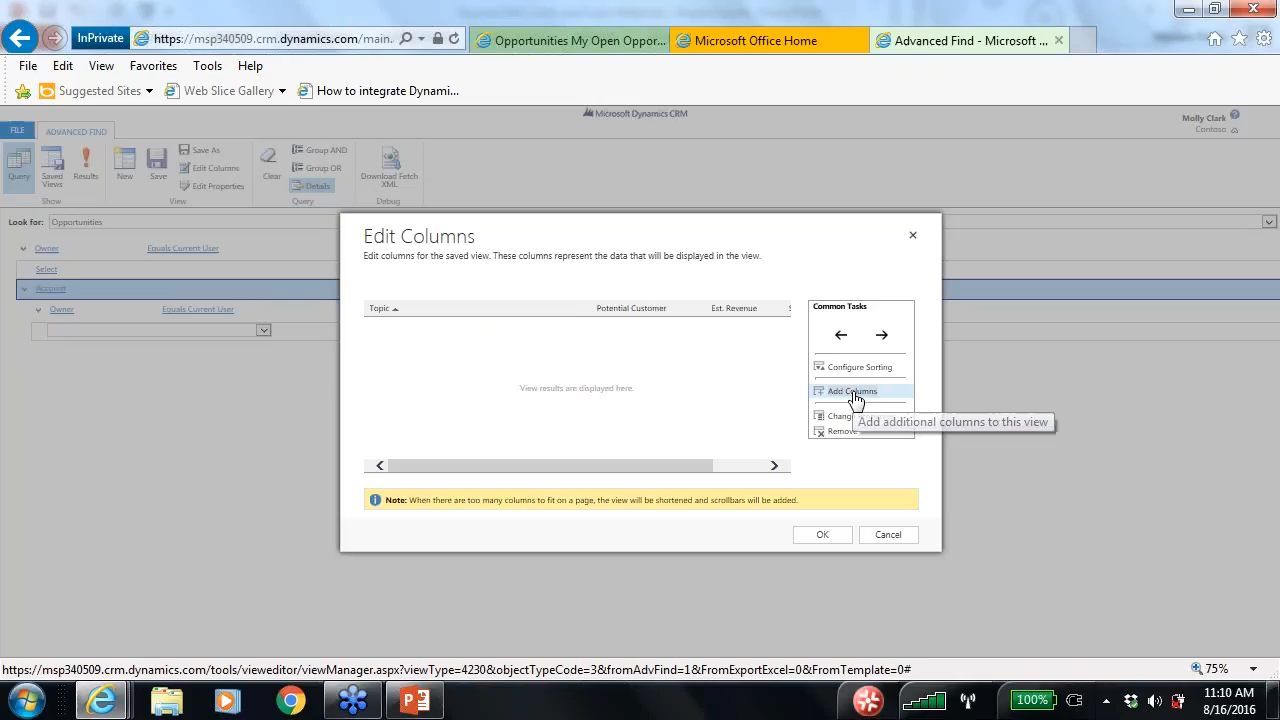 InPrivate
https://msp340509.crm.dynamics.com/main.
Opportunities My Open Oppor...
Microsoft Office Home
Advanced Find - Microsoft ...
File Edit View Favorites Tools Help
Suggested Sites
Web Slice Gallery
How to integrate Dynami...
Microsoft Dynamics CRM
Molly Clark
Contoso
FILE
ADVANCED FIND
Query
Saved Views
Results
New
Save
Save As
Edit Columns
Edit Properties
Clear
Group AND
Group OR
Details
Download Fetch XML
Show
View
Query
Debug
Look for: Opportunities
Owner Equals Current User
Select
Account
Owner Equals Current User
Edit Columns
Edit columns for the saved view. These columns represent the data that will be displayed in the view.
Topic Potential Customer Est. Revenue
View results are displayed here.
Common Tasks
Configure Sorting
Add Columns
Add additional columns to this view
Note: When there are too many columns to fit on a page, the view will be shortened and scrollbars will be added.
OK Cancel
https://msp340509.crm.dynamics.com/tools/vieweditor/viewManager.aspx?viewType=4230&objectTypeCode=3&fromAdvFind=1&FromExportExcel=0&FromTemplate=0#
75%
100%
11:10 AM
8/16/2016